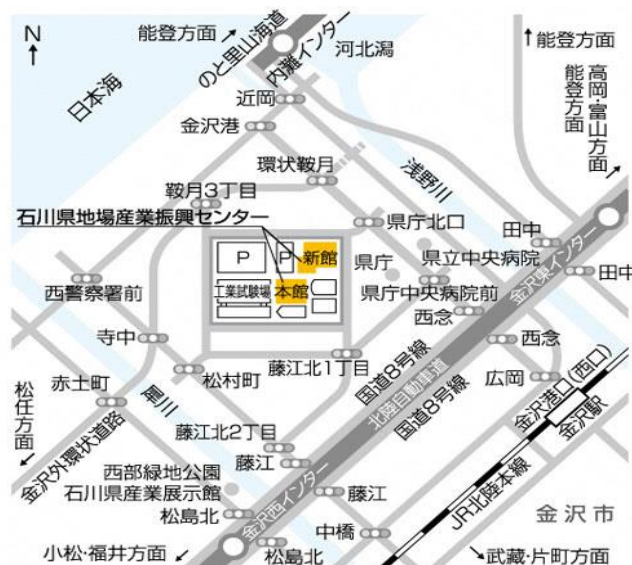 N
能登方面
のと里山海道
内灘インター
河北潟
能登方面
高岡・富山方面
能登方面
日本海
近岡
金沢港
環状鞍月
浅野川
鞍月3丁目
石川県地場産業振興センター
県庁北口
田中
金沢東インター
P
P
新館
県庁
県立中央病院
田中
西警察署前
工業試験場
本館
県庁中央病院前
西念
寺中
西念
藤江北1丁目
国道8号線
北陸自動車道
国道8号線
広岡
松任方面
赤土町
松村町
犀川
金沢港口(西口)
金沢駅
金沢外環状道路
藤江北2丁目
藤江
西部緑地公園
石川県産業展示館
藤江
JR北陸本線
金沢市
松島北
金沢西インター
中橋
小松・福井方面
松島北
武蔵・片町方面